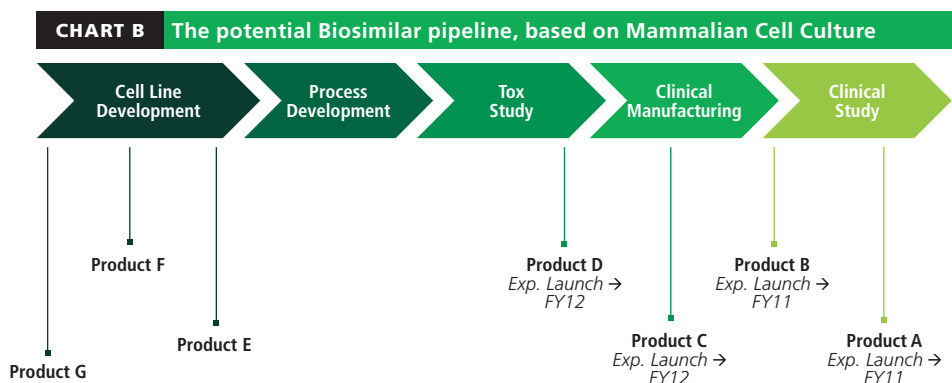 CHART B The potential Biosimilar pipeline, based on Mammalian Cell Culture
Cell Line
Development
Process
Development
Tox
Study
Clinical
Manufacturing
Clinical
Study
Product F
Product D
Exp. Launch →
FY12
Product B
Exp. Launch →
FY11
Product E
Product C
Exp. Launch →
FY12
Product A
Exp. Launch →
FY11
Product G